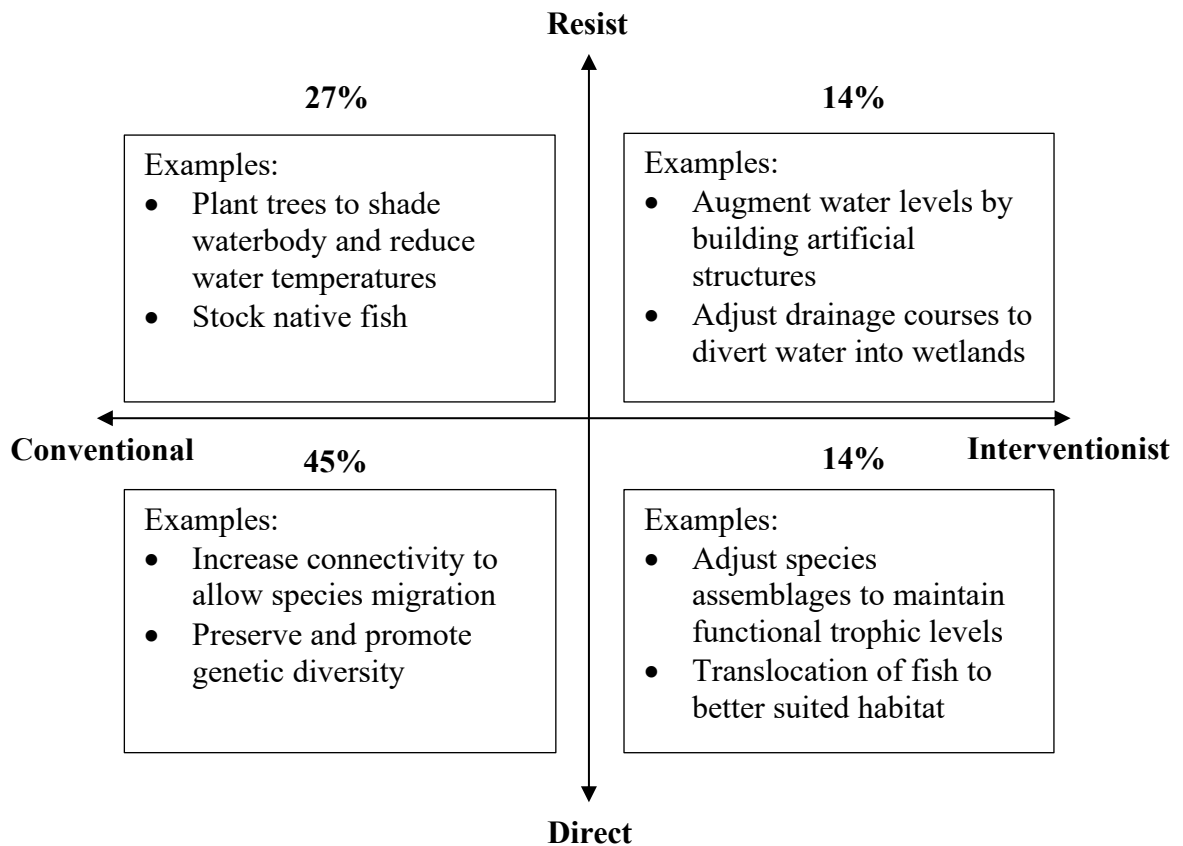 Resist
27%
Examples:
• Plant trees to shade
waterbody and reduce
water temperatures
• Stock native fish
14%
Examples:
• Augment water levels by
building artificial
structures
• Adjust drainage courses to
divert water into wetlands
Conventional
Interventionist
45%
Examples:
• Increase connectivity to
allow species migration
• Preserve and promote
genetic diversity
14%
Examples:
• Adjust species
assemblages to maintain
functional trophic levels
• Translocation of fish to
better suited habitat
Direct